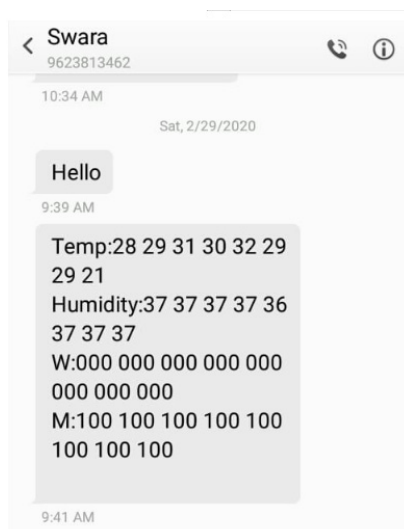 Swara
9623813462
10:34 AM
Sat, 2/29/2020
Hello
9:39 AM
Temp:28 29 31 30 32 29
29 21
Humidity:37 37 37 37 36
37 37 37
W:000 000 000 000 000
000 000 000
M:100 100 100 100 100
100 100 100
9:41 AM